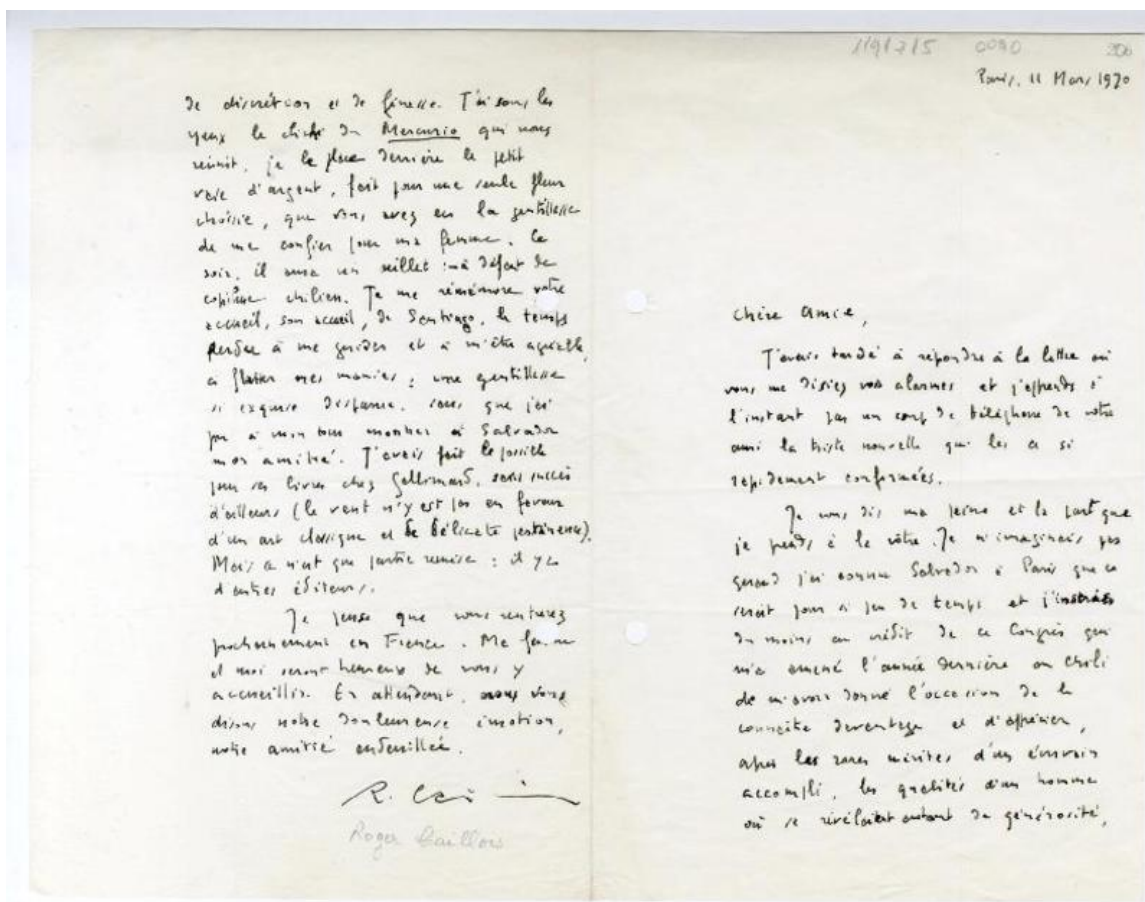 1191715 0090 206
Paris, 11 Mars 1970
Chère Amie,
J'avais tardé à répondre à la lettre où
vous me disiez vos alarmes et j'apprends à
l'instant par un coup de téléphone de votre
ami la triste nouvelle qui les a si
rapidement confirmées.
Je vous dis ma peine et la part que
je prends à la vôtre. Je n'imaginais pas
quand j'ai connu Salvador à Paris que ce
serait pour si peu de temps et j'inscrais
du moins au crédit de ce Congrès qui
m'a amené l'année dernière au Chili
de m'avoir donné l'occasion de le
connaître davantage et d'apprécier,
après les rares mérites d'un écrivain
accompli, les qualités d'un homme
où se révélaient autant de générosité,
de discrétion et de finesse. J'ai sous les
yeux le cliché du Mercurio qui nous
réunit, je le place derrière le petit
vase d'argent, fait pour une seule fleur
choisie, que vous avez eu la gentillesse
de me confier pour ma femme. Ce
soir, il aura un œillet : à défaut de
chilien. Je me remémore votre
accueil, son accueil, de Santiago, le temps
perdu à me guider et à m'être agréable,
à flatter mes manies ; une gentillesse
si exquise sans que j'ai
pu à mon tour montrer à Salvador
mon amitié. J'avais fait le possible
pour ses livres chez Gallimard, sans succès
d'ailleurs (le vent n'y est pas en faveur
d'un art classique et de délicate pertinence).
Mais ce n'est que partie remise : il y a
d'autres éditeurs.
Je pense que vous rentrerez
prochainement en France. Ma femme
et moi seront heureux de vous y
accueillir. En attendant, nous vous
disons notre douloureuse émotion,
notre amitié endeuillée.
R. Cai
Roger Caillois